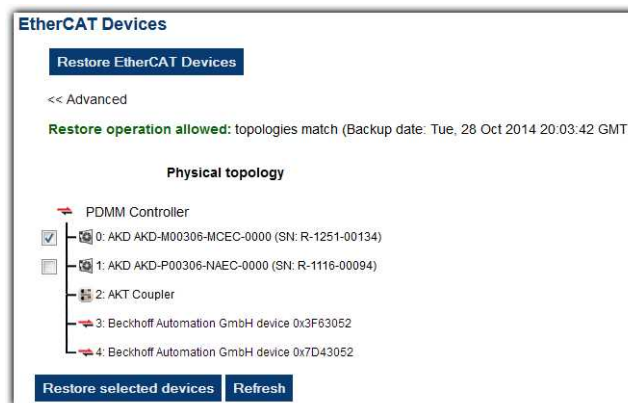 EtherCAT Devices
Restore EtherCAT Devices
<< Advanced
Restore operation allowed: topologies match (Backup date: Tue, 28 Oct 2014 20:03:42 GMT
Physical topology
PDMM Controller
0: AKD AKD-M00306-MCEC-0000 (SN: R-1251-00134)
1: AKD AKD-P00306-NAEC-0000 (SN: R-1116-00094)
2: AKT Coupler
3: Beckhoff Automation GmbH device 0x3F63052
4: Beckhoff Automation GmbH device 0x7D43052
Restore selected devices Refresh